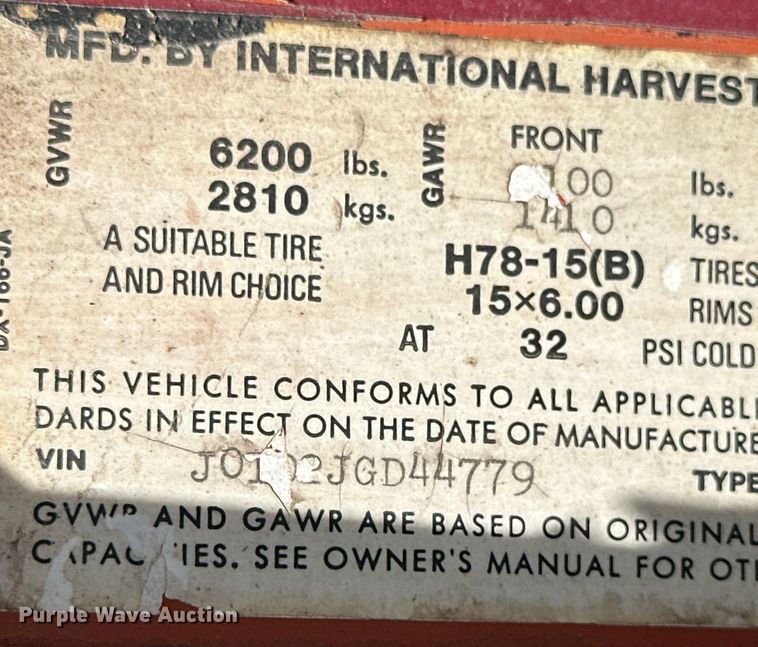 MFD. BY INTERNATIONAL HARVEST
GVWR 6200 lbs.
2810 kgs.
GAWR FRONT
lbs.
1410 kgs.
A SUITABLE TIRE
AND RIM CHOICE
H78-15(B) TIRES
15×6.00 RIMS
AT 32 PSI COLD
THIS VEHICLE CONFORMS TO ALL APPLICABL
DARDS IN EFFECT ON THE DATE OF MANUFACTURE
VIN TYPE
GVWR AND GAWR ARE BASED ON ORIGINAL
CAPACITIES. SEE OWNER'S MANUAL FOR OT
Purple Wave Auction